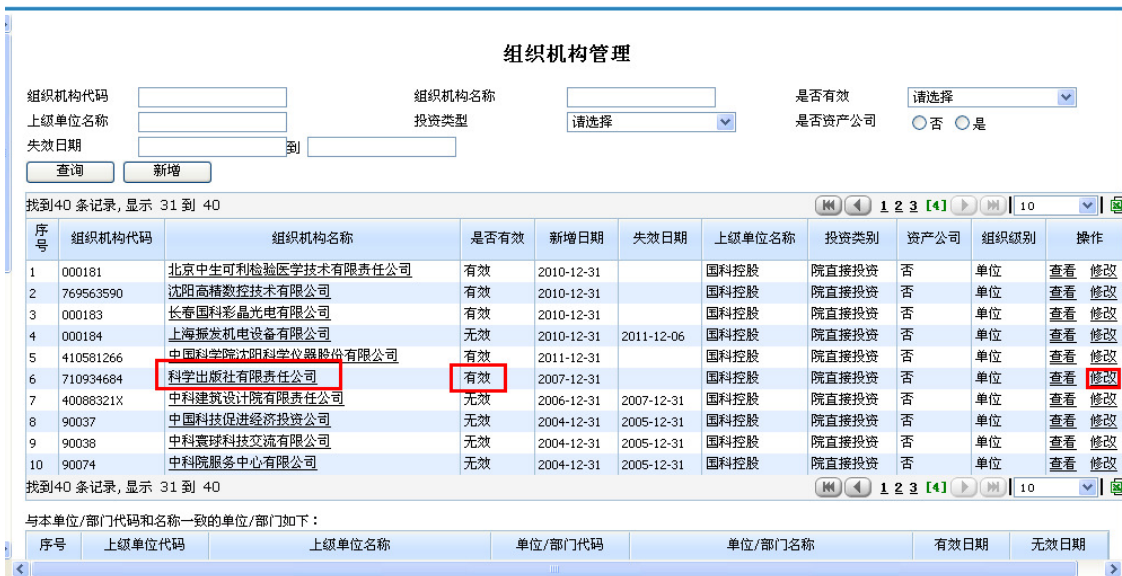 组织机构管理
组织机构代码 组织机构名称 是否有效 请选择
上级单位名称 投资类型 请选择 是否资产公司 否 是
失效日期 到
查询 新增
找到40 条记录, 显示 31 到 40 1 2 3 [4] 10
序号 组织机构代码 组织机构名称 是否有效 新增日期 失效日期 上级单位名称 投资类别 资产公司 组织级别 操作
1 000181 北京中生可利检验医学技术有限责任公司 有效 2010-12-31 国科控股 院直接投资 否 单位 查看 修改
2 769563590 沈阳高精数控技术有限公司 有效 2010-12-31 国科控股 院直接投资 否 单位 查看 修改
3 000183 长春国科彩晶光电有限公司 有效 2010-12-31 国科控股 院直接投资 否 单位 查看 修改
4 000184 上海振发机电设备有限公司 无效 2010-12-31 2011-12-06 国科控股 院直接投资 否 单位 查看 修改
5 410581266 中国科学院沈阳科学仪器股份有限公司 有效 2011-12-31 国科控股 院直接投资 否 单位 查看 修改
6 710934684 科学出版社有限责任公司 有效 2007-12-31 国科控股 院直接投资 否 单位 查看 修改
7 40088321X 中科建筑设计院有限责任公司 无效 2006-12-31 2007-12-31 国科控股 院直接投资 否 单位 查看 修改
8 90037 中国科技促进经济投资公司 无效 2004-12-31 2005-12-31 国科控股 院直接投资 否 单位 查看 修改
9 90038 中科寰球科技交流有限公司 无效 2004-12-31 2005-12-31 国科控股 院直接投资 否 单位 查看 修改
10 90074 中科院服务中心有限公司 无效 2004-12-31 2005-12-31 国科控股 院直接投资 否 单位 查看 修改
找到40 条记录, 显示 31 到 40 1 2 3 [4] 10
与本单位/部门代码和名称一致的单位/部门如下：
序号 上级单位代码 上级单位名称 单位/部门代码 单位/部门名称 有效日期 无效日期